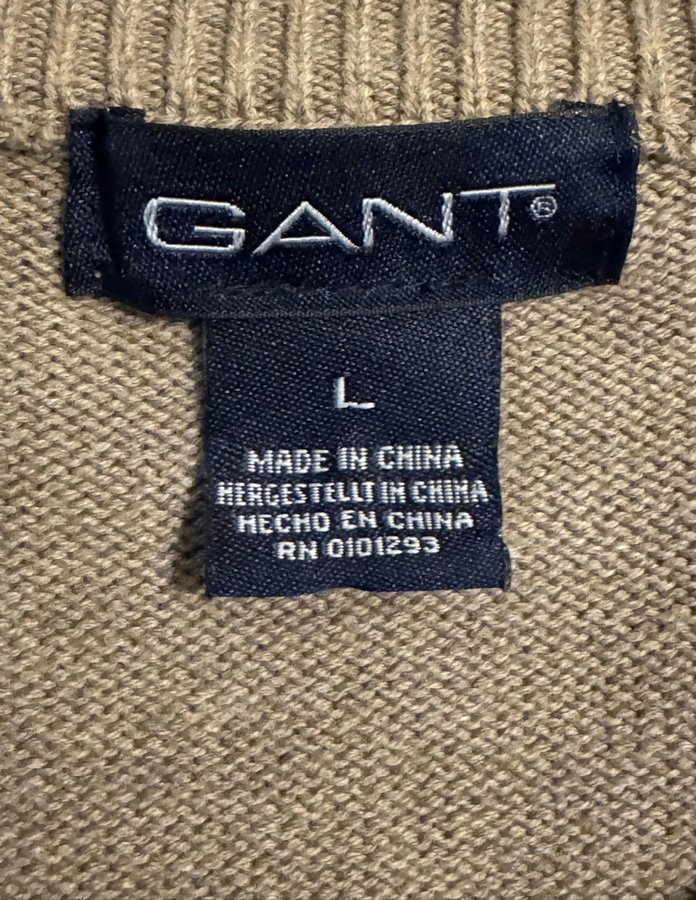 GANT®
L
MADE IN CHINA
HERGESTELLT IN CHINA
HECHO EN CHINA
RN 0101293